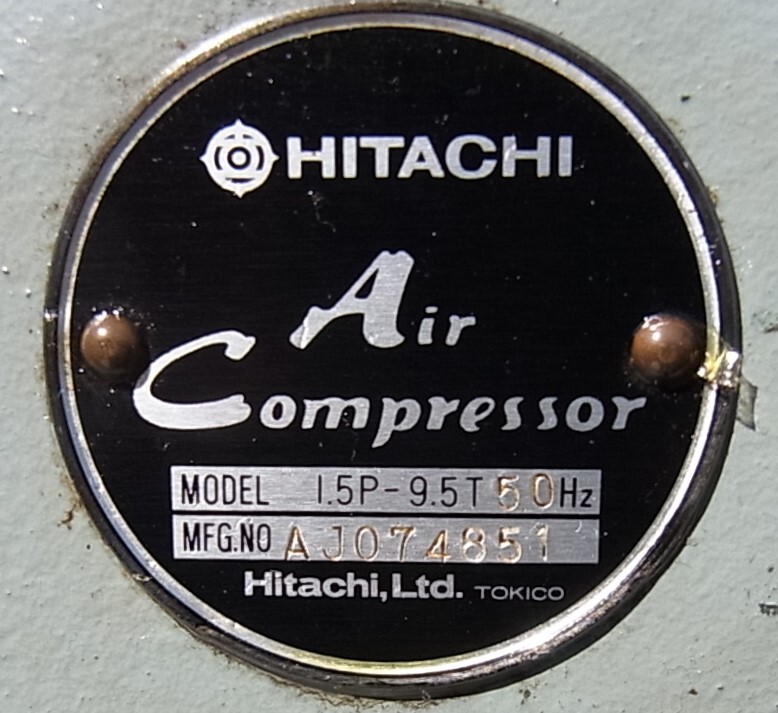 HITACHI
Air
Compressor
MODEL 1.5P-9.5T 50Hz
MFG.NO AJ074851
Hitachi,Ltd. TOKICO